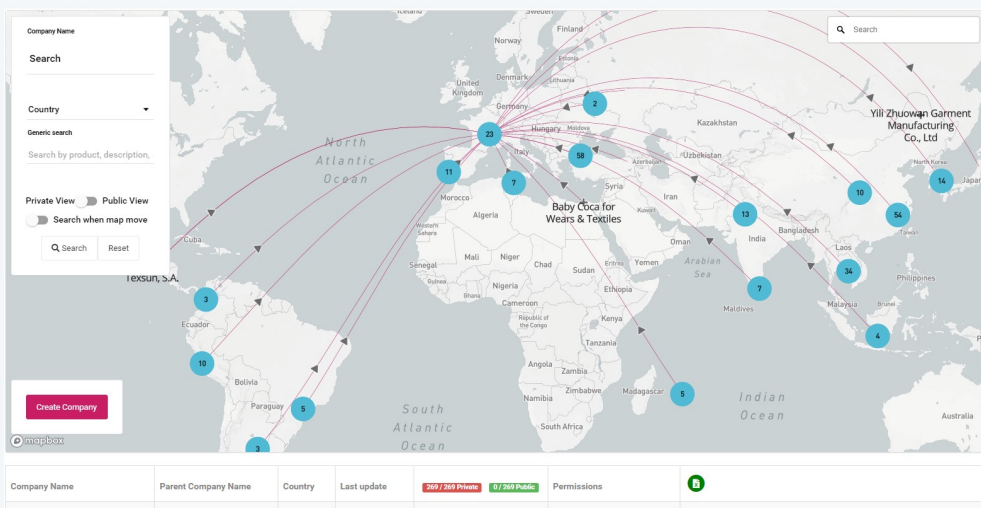 Company Name
Search
Country
Generic search
Search by product, description,
Private View
Public View
Search when map move
Search
Reset
Texsun, S.A.
Create Company
mapbox
Search
Iceland
Sweden
Finland
Norway
Estonia
Denmark
Lithuania
United
Kingdom
Germany
2
Kazakhstan
Yili Zhuowan Garment
Manufacturing
Co., Ltd
23
Hungary
Moldova
North
Atlantic
Ocean
Italy
58
Azerbaijan
Uzbekistan
North Korea
11
7
14
Japan
Morocco
Syria
10
Baby Coca for
Wears & Textiles
Iran
Kuwait
13
54
Algeria
Western
Sahara
Bangladesh
Taiwan
India
Cuba
Oman
Laos
Mali
Niger
Chad
Sudan
Eritrea
Yemen
Arabian
Sea
34
Philippines
Senegal
Guinea
Nigeria
Ethiopia
7
3
Ghana
Cameroon
Maldives
Malaysia
Brunei
Ecuador
Republic of
the Congo
Kenya
4
Tanzania
10
Angola
Zambia
Bolivia
Zimbabwe
Madagascar
5
Indian
Ocean
Namibia
Paraguay
5
South
Atlantic
Ocean
South Africa
Australia
3
Company Name
Parent Company Name
Country
Last update
269 / 269 Private
0 / 269 Public
Permissions